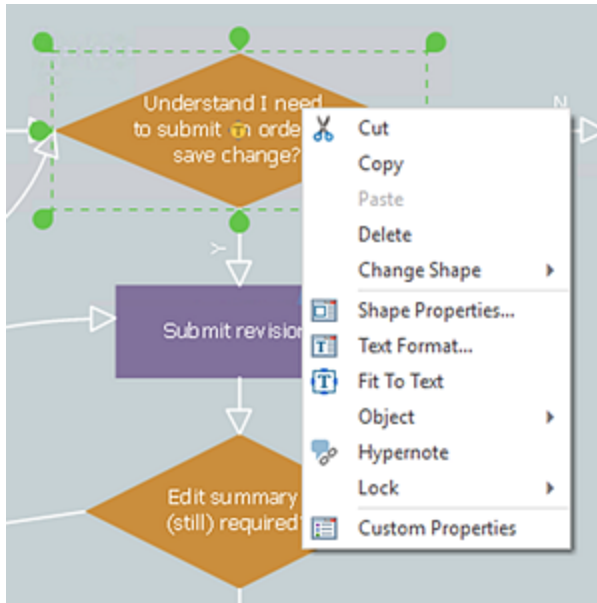 Understand I need
to submit in orde
save change?
N
Cut
Copy
Paste
Delete
Change Shape
Y
Shape Properties...
Submit revision
Text Format...
Fit To Text
Object
Hypernote
Edit summary
(still) required
Lock
Custom Properties